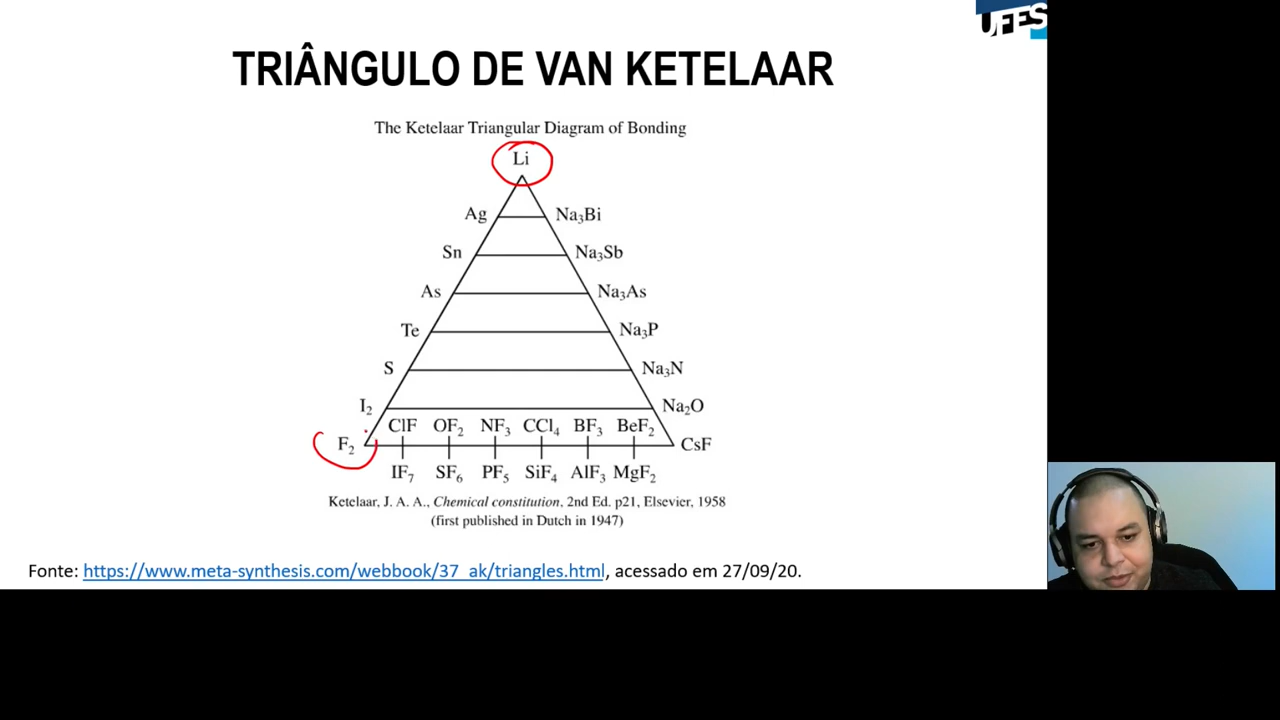 UFES
TRIÂNGULO DE VAN KETELAAR
The Ketelaar Triangular Diagram of Bonding
Li
Ag Na₃Bi
Sn Na₃Sb
As Na₃As
Te Na₃P
S Na₃N
I₂ Na₂O
ClF OF₂ NF₃ CCl₄ BF₃ BeF₂
F₂ CsF
IF₇ SF₆ PF₅ SiF₄ AlF₃ MgF₂
Ketelaar, J. A. A., Chemical constitution, 2nd Ed. p21, Elsevier, 1958
(first published in Dutch in 1947)
Fonte: https://www.meta-synthesis.com/webbook/37_ak/triangles.html, acessado em 27/09/20.